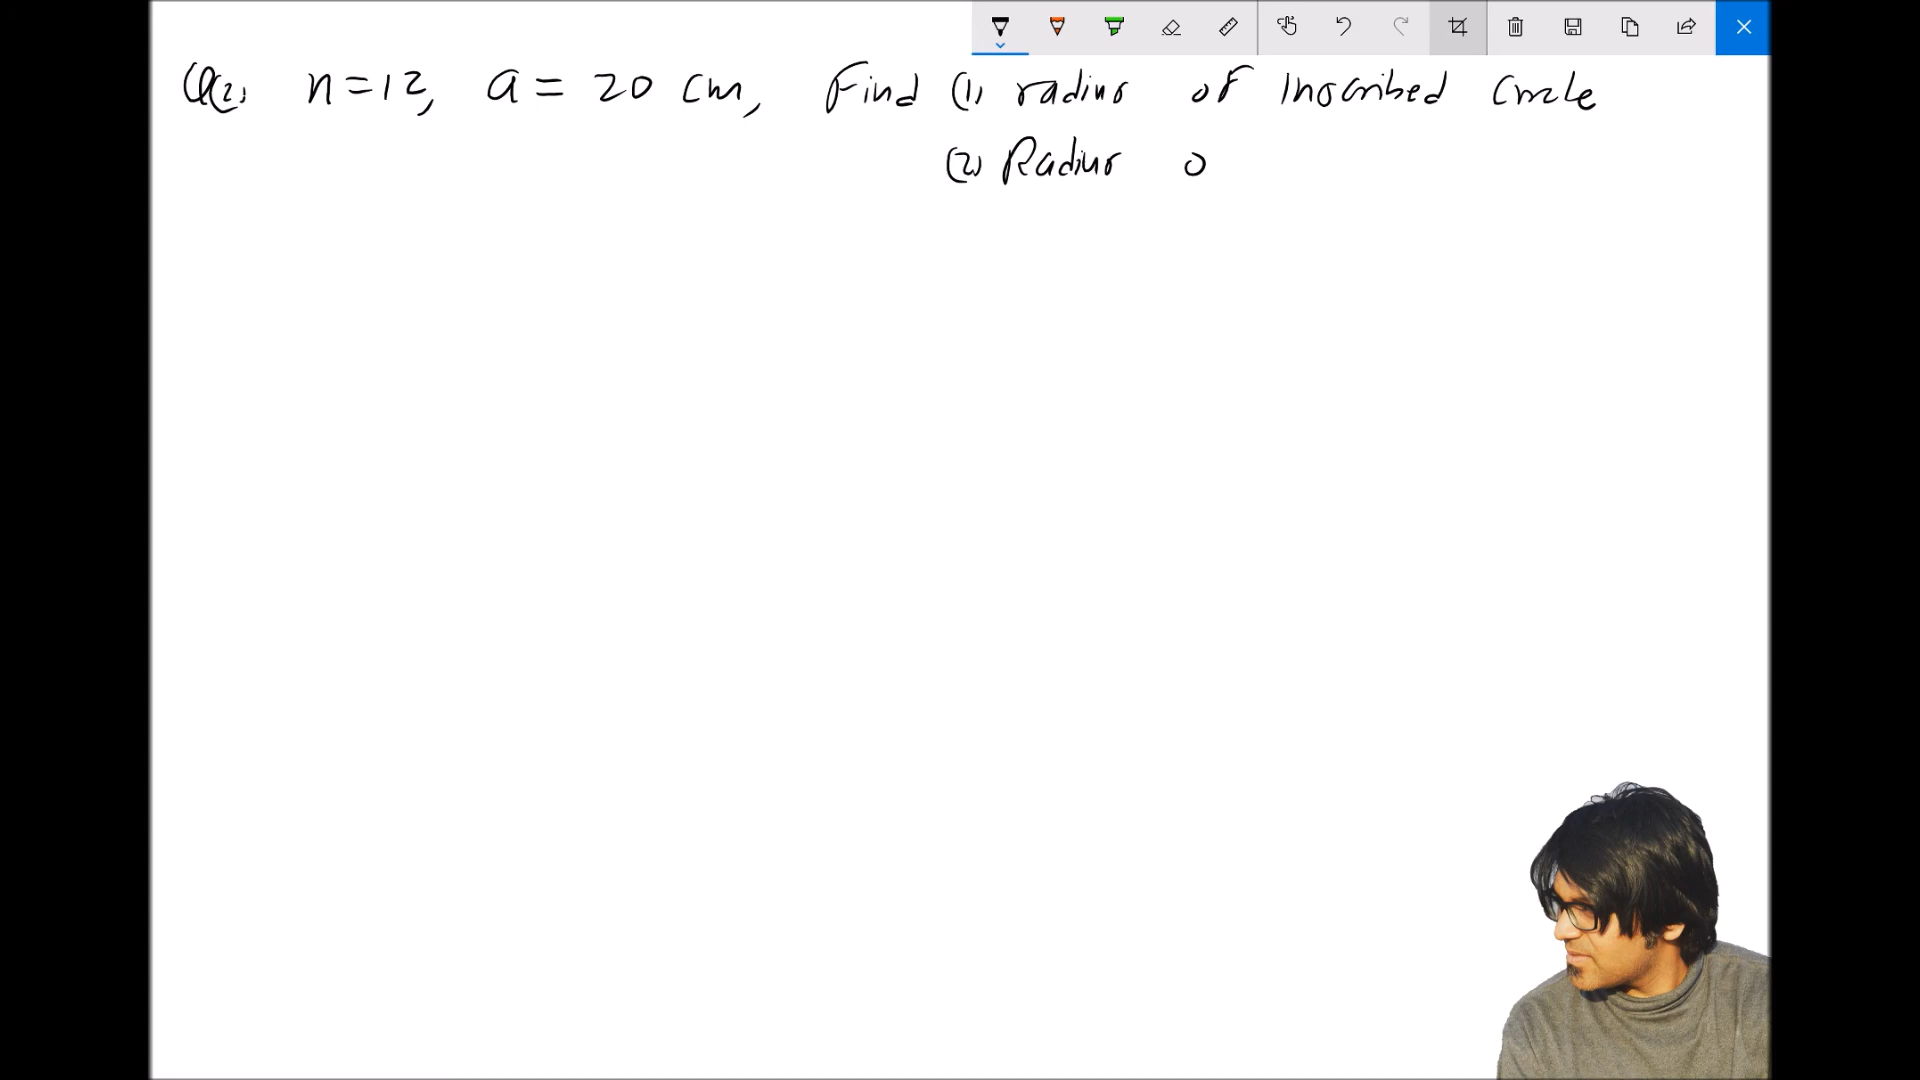 Q2, n=12, a = 20 cm, Find (1) radius of Inscribed Circle
(2) Radius o